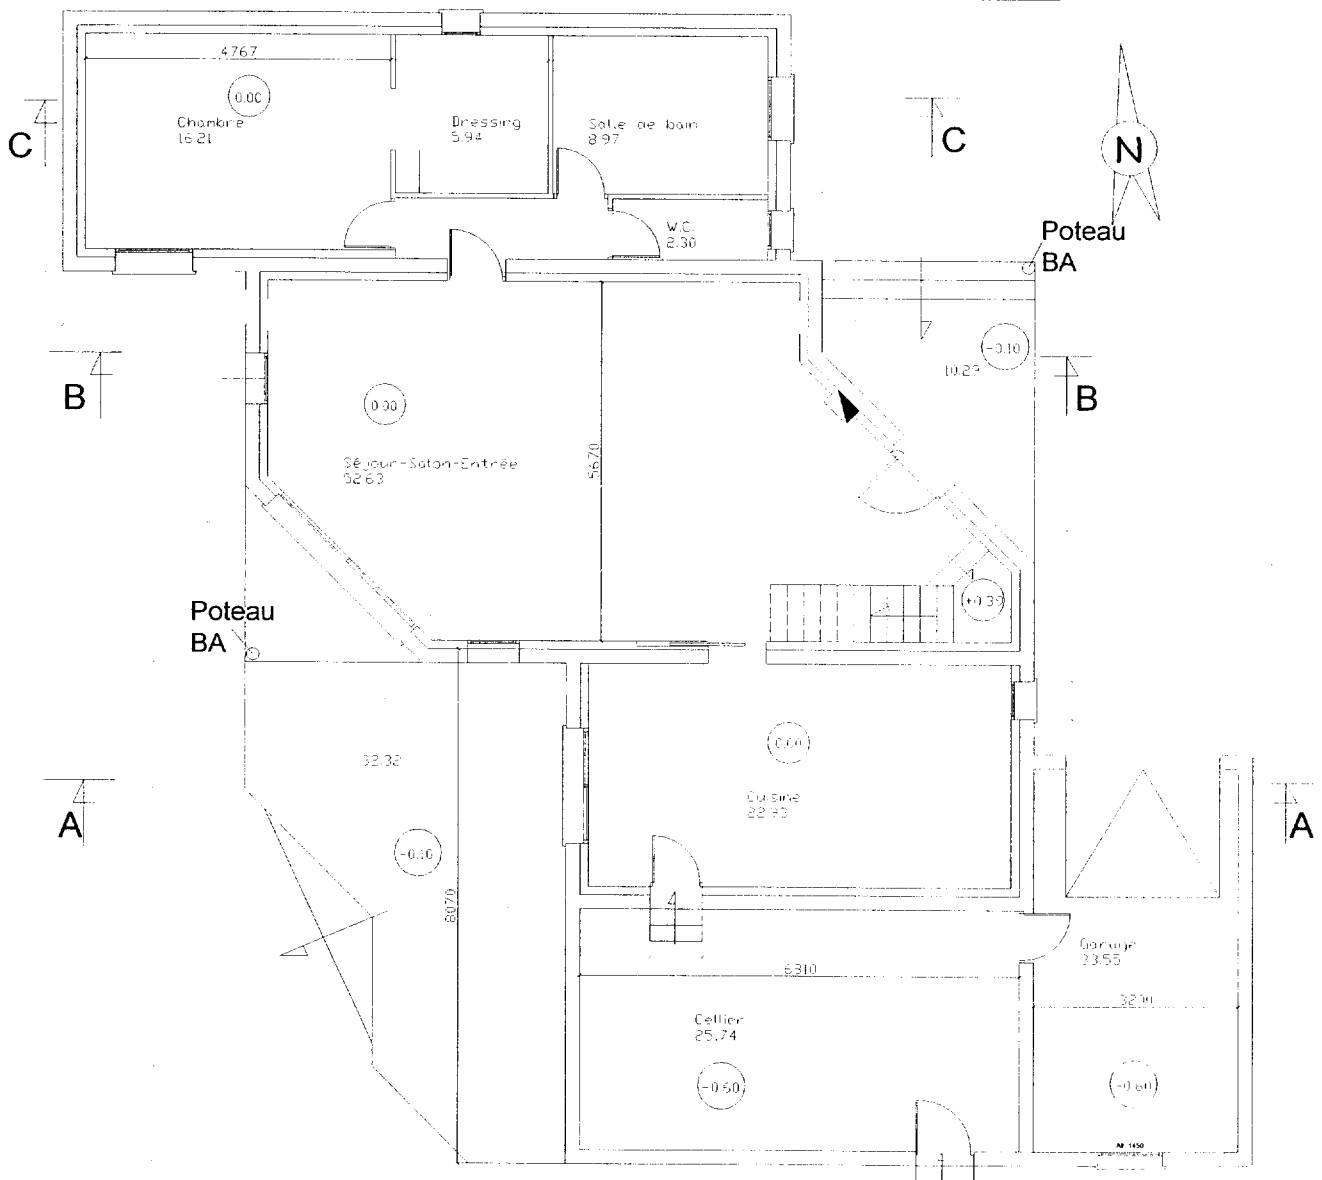 4767
0.00
Chambre
16.21
Dressing
5.94
Salle de bain
8.97
C
C
N
W.C.
2.30
Poteau
BA
-0.10
10.29
B
B
0.00
Séjour-Salon-Entrée
52.63
5670
Poteau
BA
+0.39
32.32
0.00
Cuisine
A
A
-0.10
8070
Garage
33.55
6310
Cellier
25.74
-0.60
-0.60